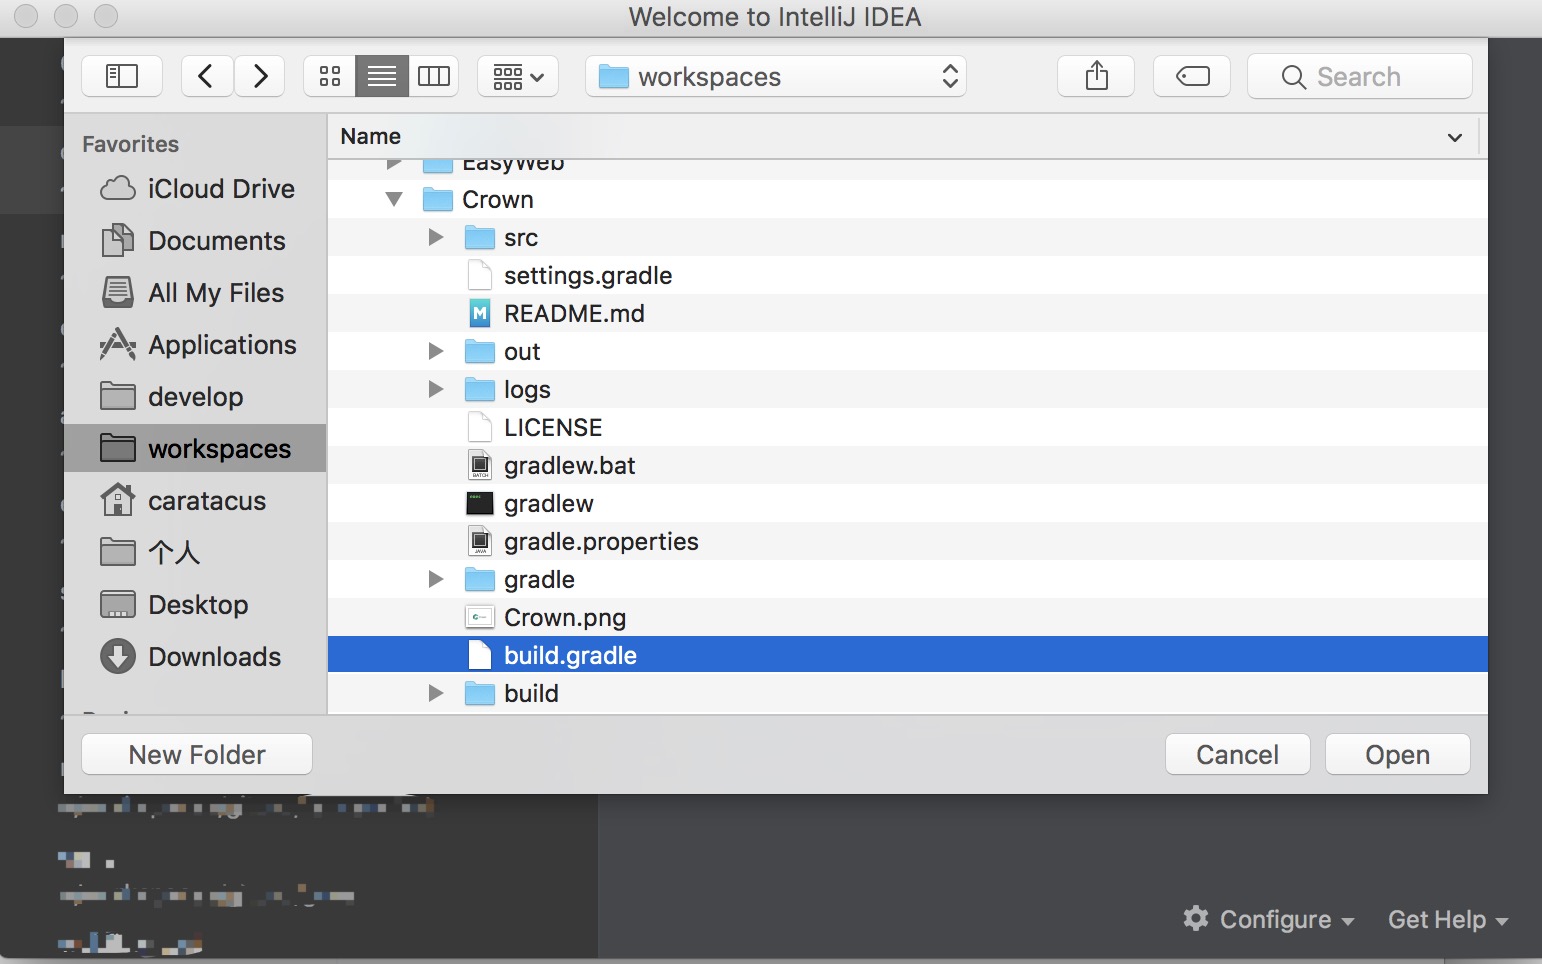 Welcome to IntelliJ IDEA
workspaces
Search
Favorites
iCloud Drive
Documents
All My Files
Applications
develop
workspaces
caratacus
个人
Desktop
Downloads
Name
EasyWeb
Crown
src
settings.gradle
README.md
out
logs
LICENSE
gradlew.bat
gradlew
gradle.properties
gradle
Crown.png
build.gradle
build
New Folder
Cancel
Open
Configure
Get Help